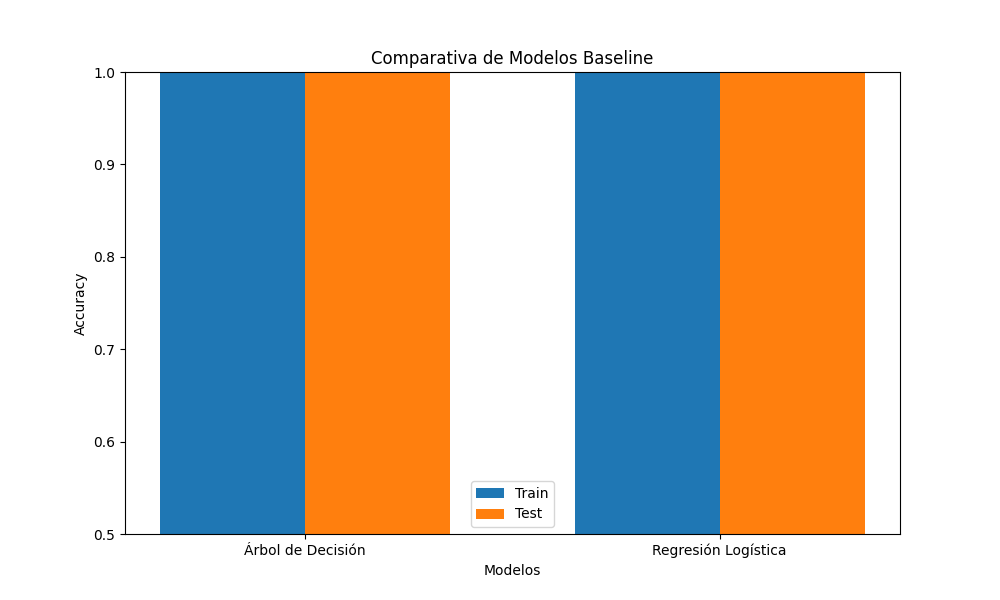 Comparativa de Modelos Baseline
1.0
0.9
0.8
0.7
0.6
0.5
Accuracy
Train
Test
Árbol de Decisión
Regresión Logística
Modelos